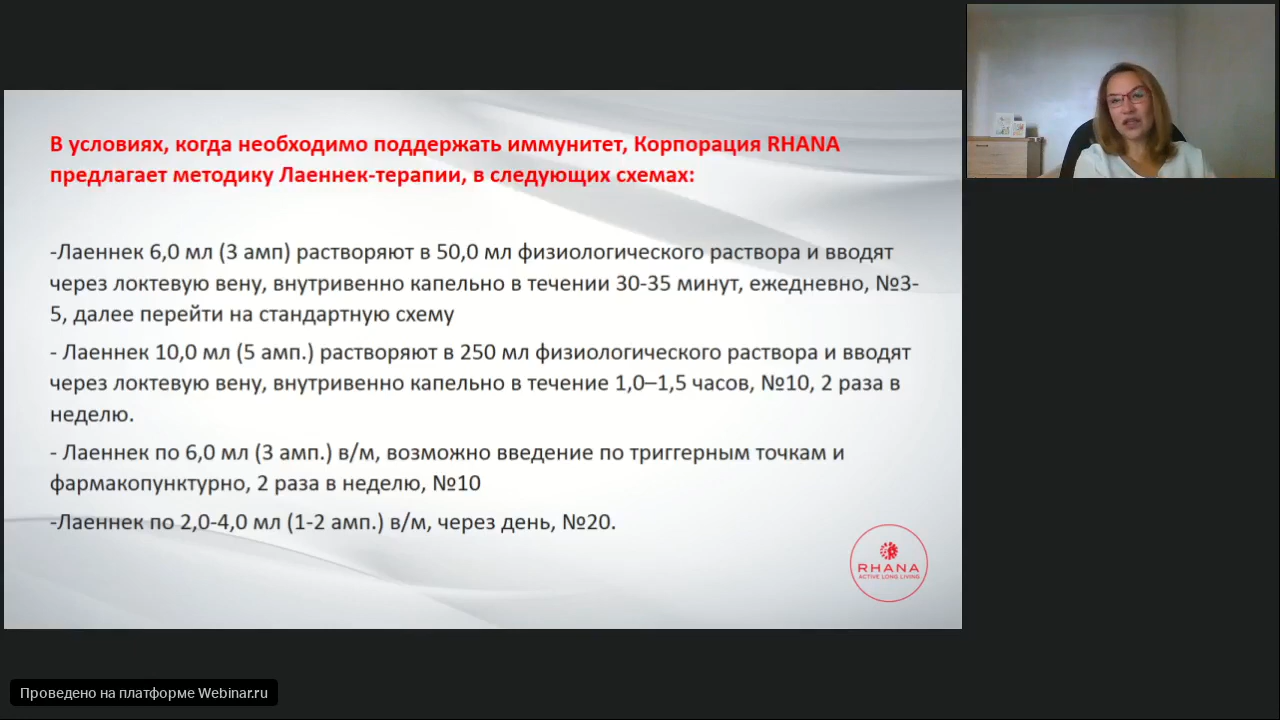 В условиях, когда необходимо поддержать иммунитет, Корпорация RHANA
предлагает методику Лаеннек-терапии, в следующих схемах:
-Лаеннек 6,0 мл (3 амп) растворяют в 50,0 мл физиологического раствора и вводят
через локтевую вену, внутривенно капельно в течении 30-35 минут, ежедневно, №3-
5, далее перейти на стандартную схему
- Лаеннек 10,0 мл (5 амп.) растворяют в 250 мл физиологического раствора и вводят
через локтевую вену, внутривенно капельно в течение 1,0–1,5 часов, №10, 2 раза в
неделю.
- Лаеннек по 6,0 мл (3 амп.) в/м, возможно введение по триггерным точкам и
фармакопунктурно, 2 раза в неделю, №10
-Лаеннек по 2,0-4,0 мл (1-2 амп.) в/м, через день, №20.
RHANA
ACTIVE LONG LIVING
Проведено на платформе Webinar.ru